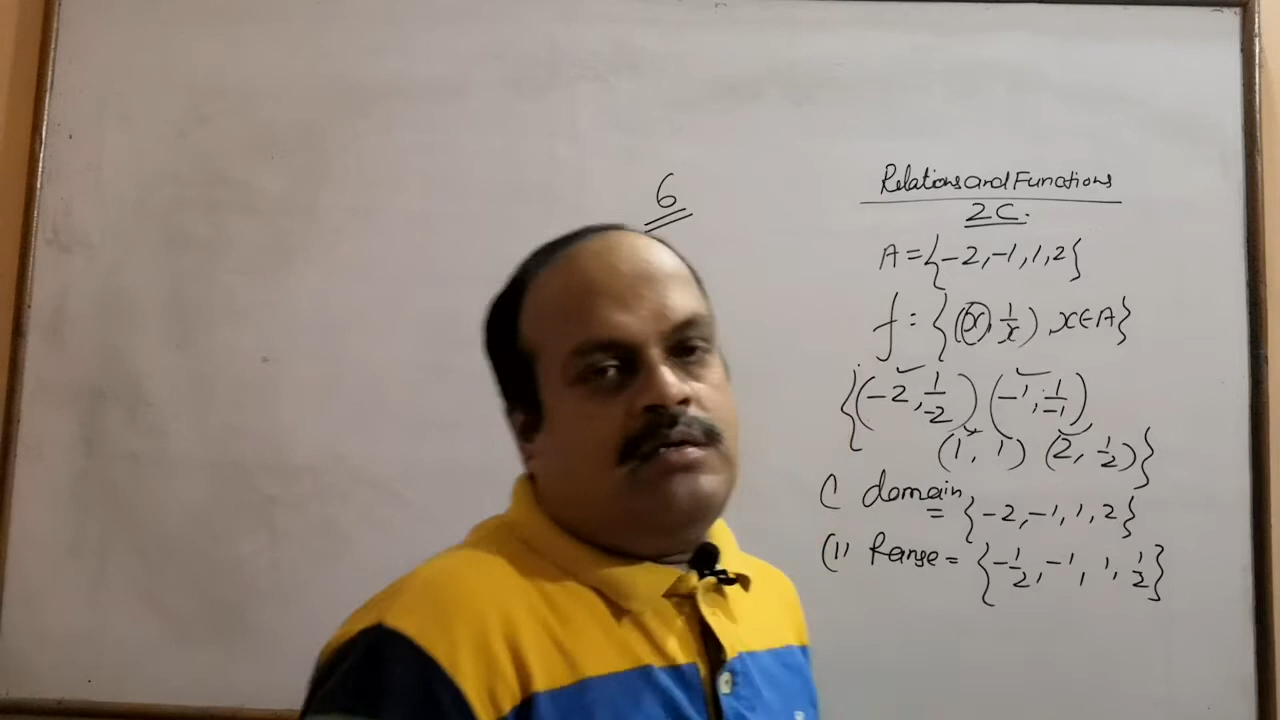 6
Relations and Functions
2C.
A = {-2, -1, 1, 2}
f = {(x, 1/x), x ∈ A}
{(-2, 1/-2) (-1, 1/-1)
(1, 1) (2, 1/2)}
( domain
= {-2, -1, 1, 2}
(11 Range = {-1/2, -1, 1, 1/2}